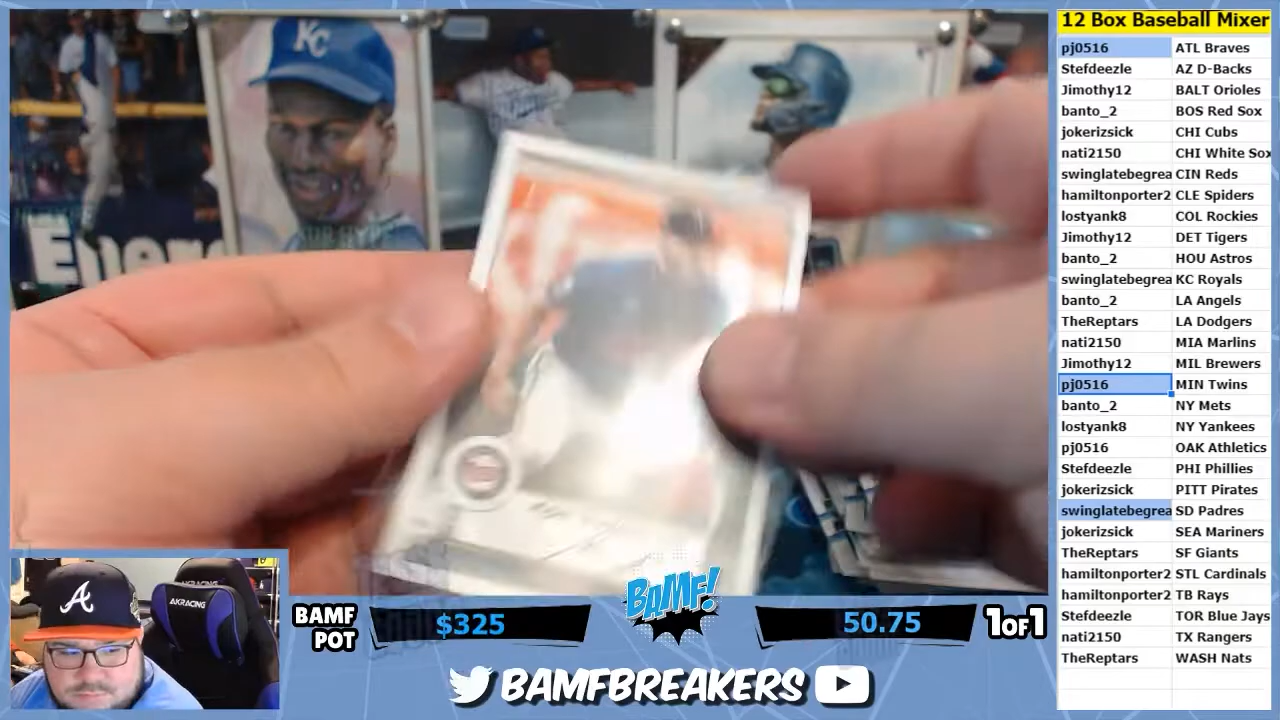 12 Box Baseball Mixer
pj0516 ATL Braves
Stefdeezle AZ D-Backs
Jimothy12 BALT Orioles
banto_2 BOS Red Sox
jokerizsick CHI Cubs
nati2150 CHI White Sox
swinglatebegrea CIN Reds
hamiltonporter2 CLE Spiders
lostyank8 COL Rockies
Jimothy12 DET Tigers
banto_2 HOU Astros
swinglatebegrea KC Royals
banto_2 LA Angels
TheReptars LA Dodgers
nati2150 MIA Marlins
Jimothy12 MIL Brewers
pj0516 MIN Twins
banto_2 NY Mets
lostyank8 NY Yankees
pj0516 OAK Athletics
Stefdeezle PHI Phillies
jokerizsick PITT Pirates
swinglatebegrea SD Padres
jokerizsick SEA Mariners
TheReptars SF Giants
hamiltonporter2 STL Cardinals
hamiltonporter2 TB Rays
Stefdeezle TOR Blue Jays
nati2150 TX Rangers
TheReptars WASH Nats
KC
A
AKRACING
BAMF POT
$325
BAMF!
50.75
1OF1
BAMFBREAKERS